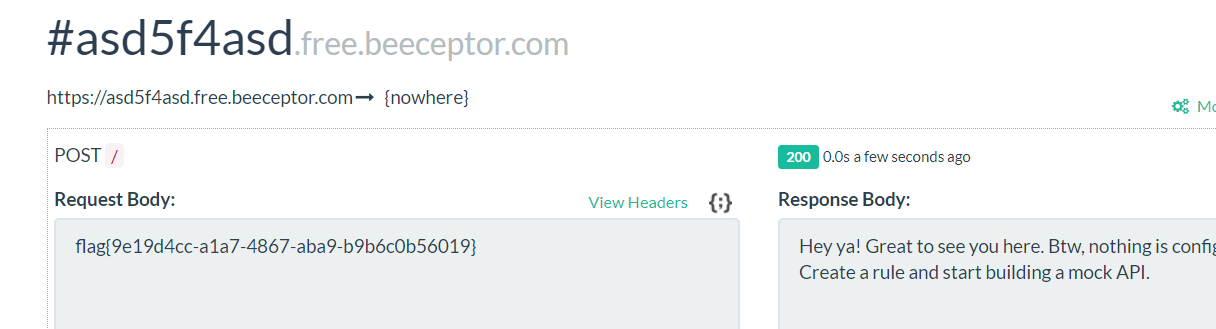 #asd5f4asd.free.beeceptor.com
https://asd5f4asd.free.beeceptor.com → {nowhere}
POST /
200 0.0s a few seconds ago
Request Body:
View Headers
{;}
Response Body:
flag{9e19d4cc-a1a7-4867-aba9-b9b6c0b56019}
Hey ya! Great to see you here. Btw, nothing is
Create a rule and start building a mock API.